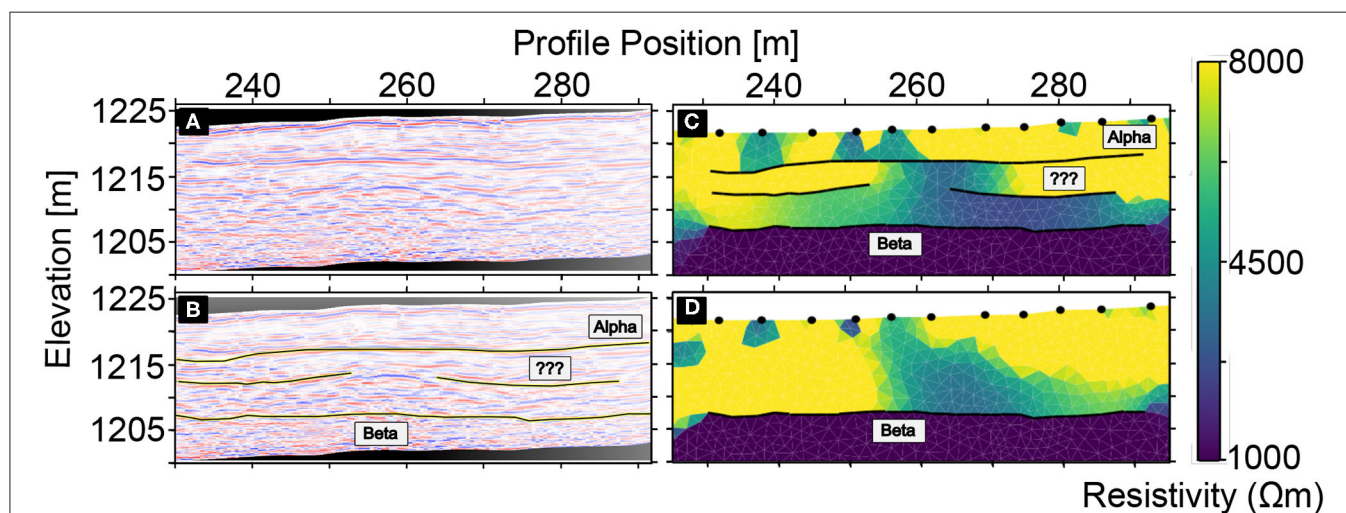 Profile Position [m]
240 260 280 240 260 280
Elevation [m]
1225
1215
1205
1225
1215
1205
A
B
Alpha
???
Beta
C
Alpha
???
Beta
D
Beta
8000
4500
1000
Resistivity (Ωm)